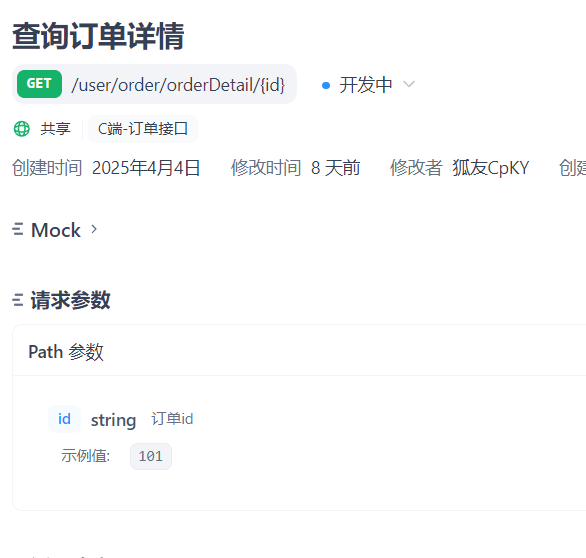 查询订单详情
GET /user/order/orderDetail/{id} 开发中
共享 C端-订单接口
创建时间 2025年4月4日 修改时间 8 天前 修改者 狐友CpKY 创建
Mock
请求参数
Path 参数
id string 订单id
示例值: 101